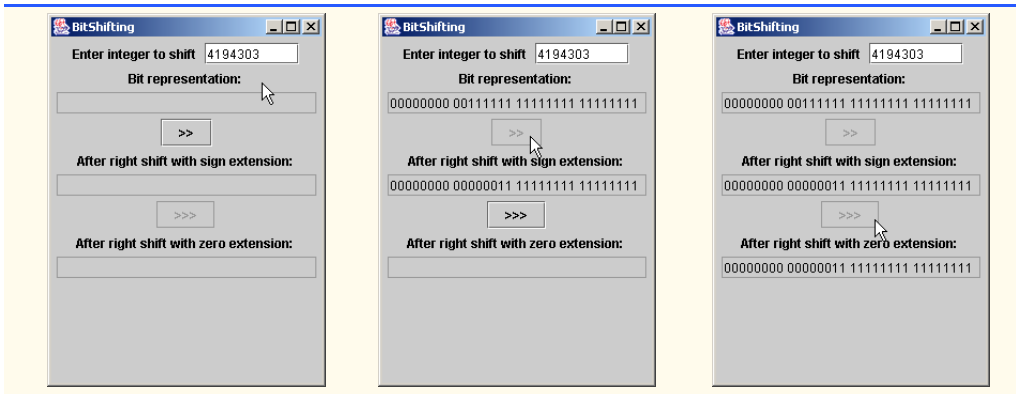 BitShifting
Enter integer to shift 4194303
Bit representation:
>>
After right shift with sign extension:
>>>
After right shift with zero extension:
BitShifting
Enter integer to shift 4194303
Bit representation:
00000000 00111111 11111111 11111111
>>
After right shift with sign extension:
00000000 00000011 11111111 11111111
>>>
After right shift with zero extension:
BitShifting
Enter integer to shift 4194303
Bit representation:
00000000 00111111 11111111 11111111
>>
After right shift with sign extension:
00000000 00000011 11111111 11111111
>>>
After right shift with zero extension:
00000000 00000011 11111111 11111111